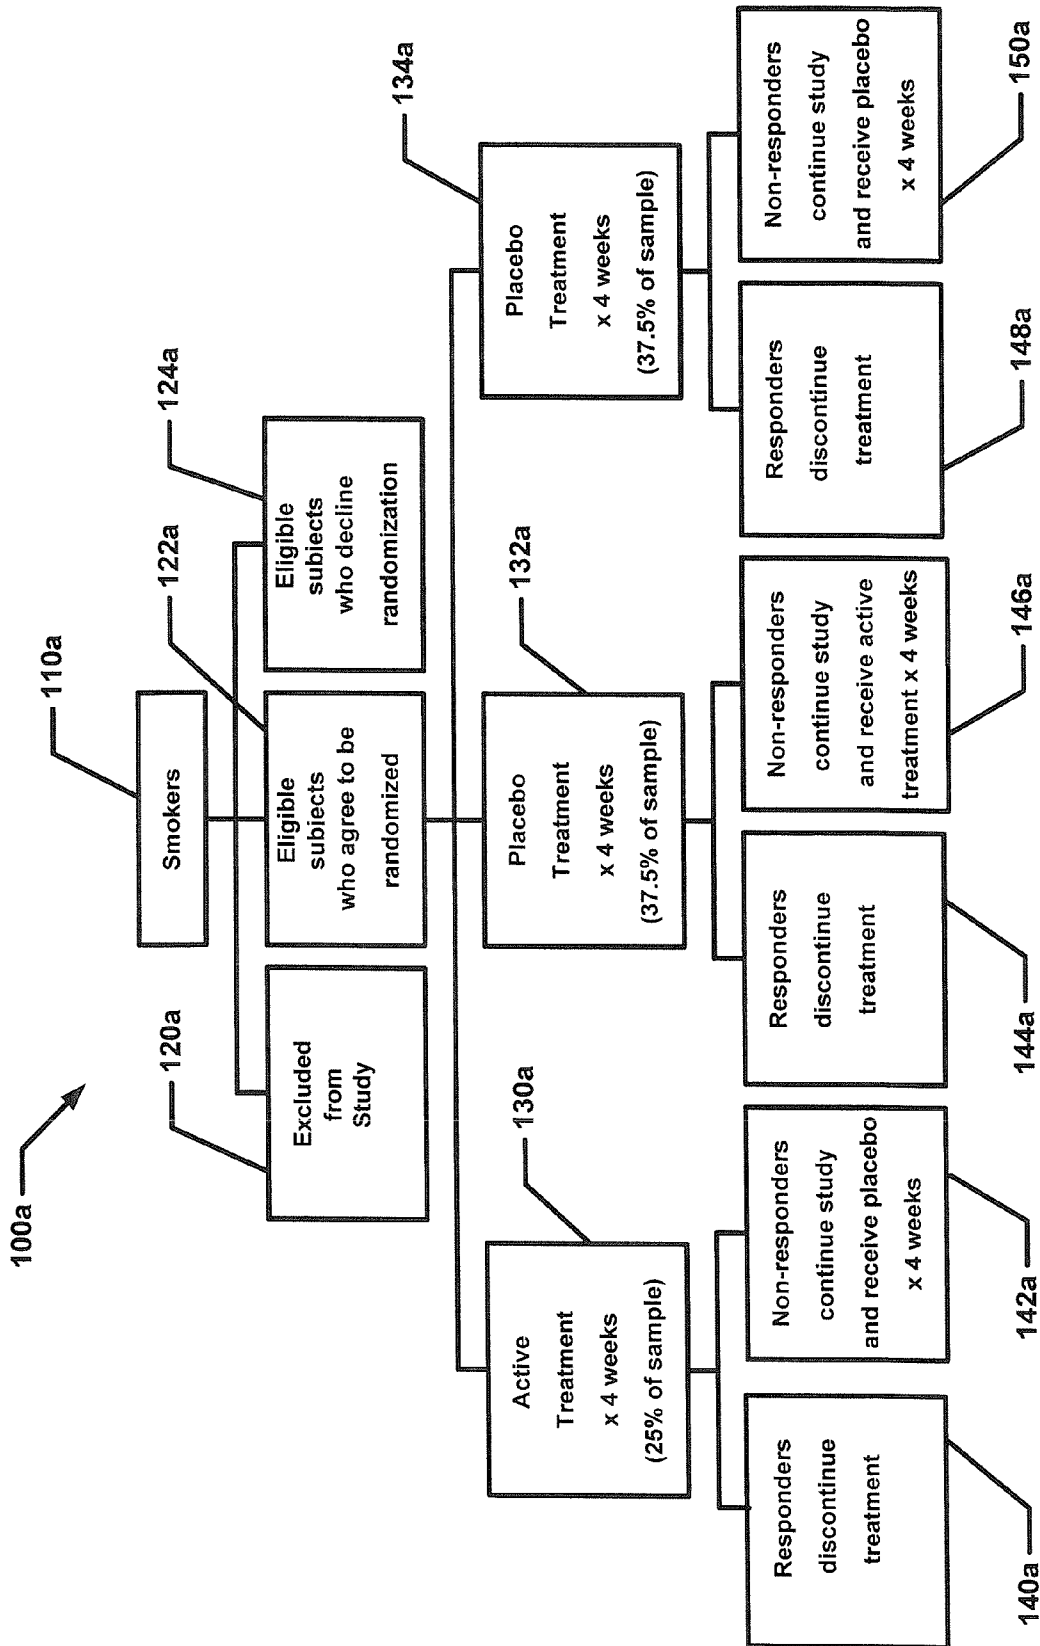 100a
110a
Smokers
120a
122a
124a
Excluded
from
Study
Eligible
subiects
who agree to be
randomized
Eligible
subiects
who decline
randomization
130a
132a
134a
Active
Treatment
x 4 weeks
(25% of sample)
Placebo
Treatment
x 4 weeks
(37.5% of sample)
Placebo
Treatment
x 4 weeks
(37.5% of sample)
Responders
discontinue
treatment
Non-responders
continue study
and receive placebo
x 4 weeks
Responders
discontinue
treatment
Non-responders
continue study
and receive active
treatment x 4 weeks
Responders
discontinue
treatment
Non-responders
continue study
and receive placebo
x 4 weeks
140a
142a
144a
146a
148a
150a